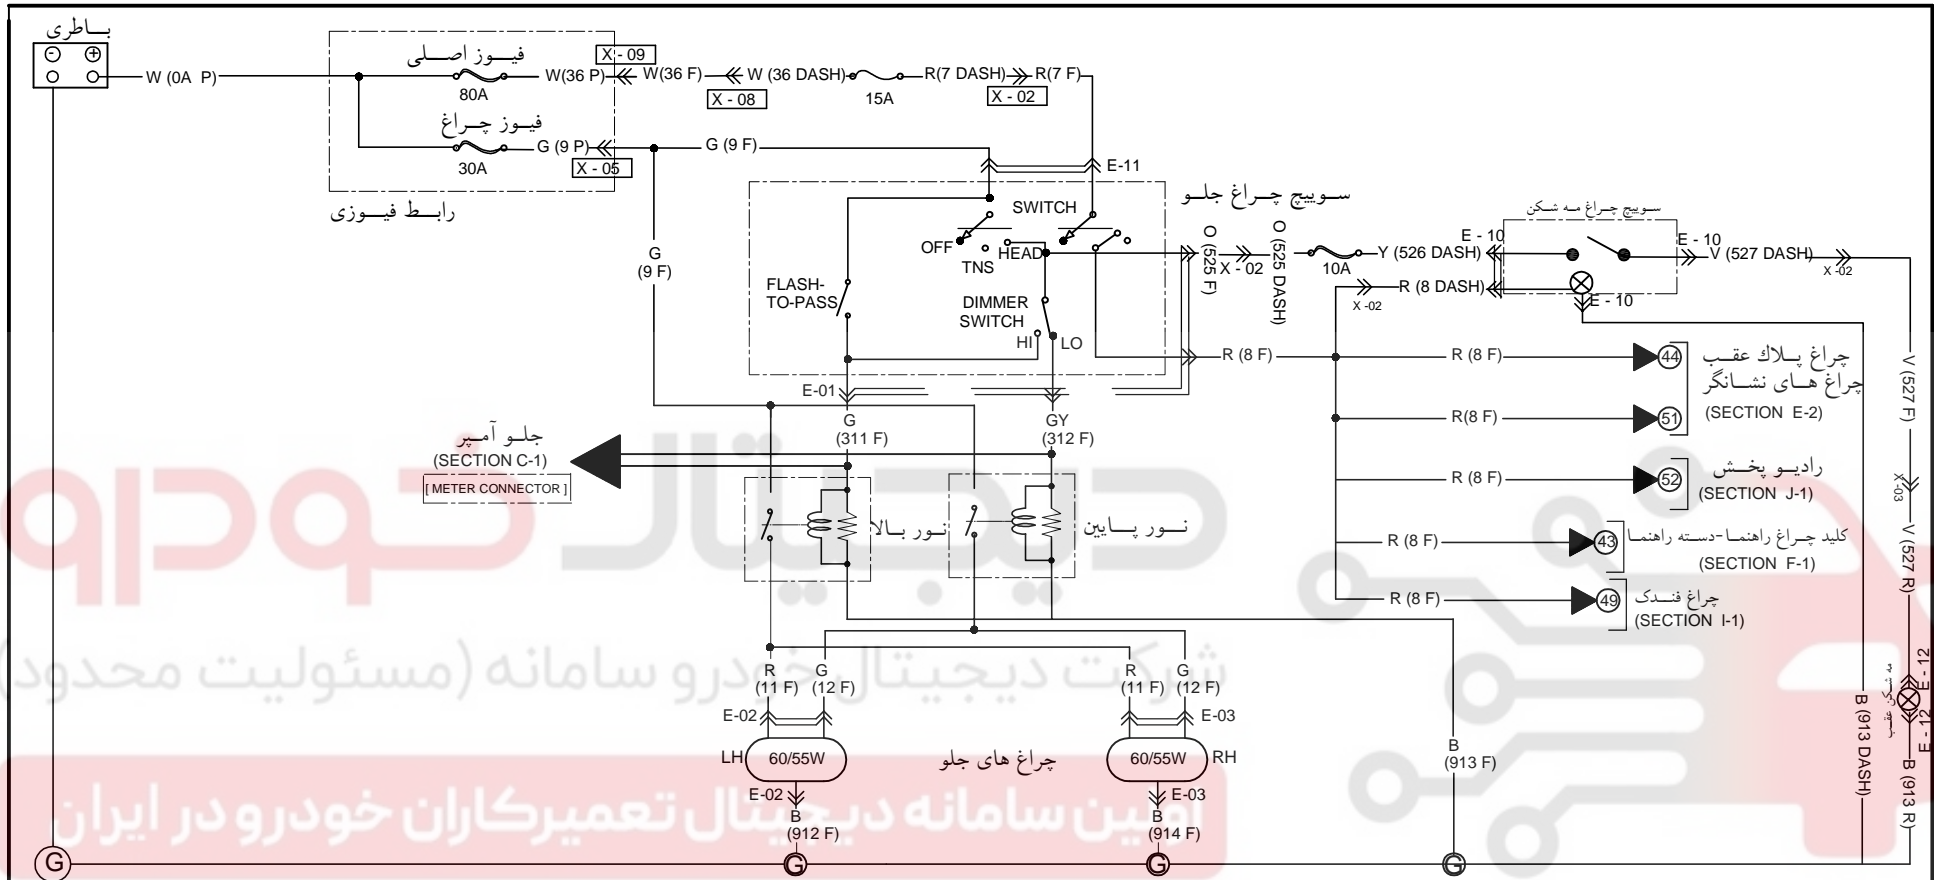 باطری
W (0A P)
فیوز اصلی
80A
W(36 P)
X - 09
W(36 F)
X - 08
W (36 DASH)
15A
R(7 DASH)
X - 02
R(7 F)
فیوز چراغ
30A
G (9 P)
X - 05
G (9 F)
رابط فیوزی
E-11
سوییچ چراغ جلو
SWITCH
OFF
TNS
HEAD
FLASH-
TO-PASS
DIMMER
SWITCH
HI
LO
G
(9 F)
O (525 F)
X - 02
O (525 DASH)
10A
Y (526 DASH)
E - 10
سوییچ چراغ مه شکن
E - 10
V (527 DASH)
X -02
X -02
R (8 DASH)
E - 10
R (8 F)
R (8 F)
44
چراغ پلاک عقب
چراغ های نشانگر
(SECTION E-2)
R(8 F)
51
R (8 F)
52
رادیو پخش
(SECTION J-1)
R (8 F)
43
کلید چراغ راهنما-دسته راهنما
(SECTION F-1)
R (8 F)
49
چراغ فندک
(SECTION I-1)
V (527 F)
X-03
V (527 R)
E - 12
مه شکن عقب
E - 12
B (913 R)
B (913 DASH)
E-01
G
(311 F)
GY
(312 F)
جلو آمپر
(SECTION C-1)
[ METER CONNECTOR ]
نور بالا
نور پایین
R
(11 F)
G
(12 F)
R
(11 F)
G
(12 F)
E-02
E-03
LH
60/55W
چراغ های جلو
60/55W
RH
E-02
E-03
B
(912 F)
B
(914 F)
B
(913 F)
G
G
G
G
دیجیتال خودرو
شرکت دیجیتال خودرو سامانه (مسئولیت محدود)
اولین سامانه دیجیتال تعمیرکاران خودرو در ایران